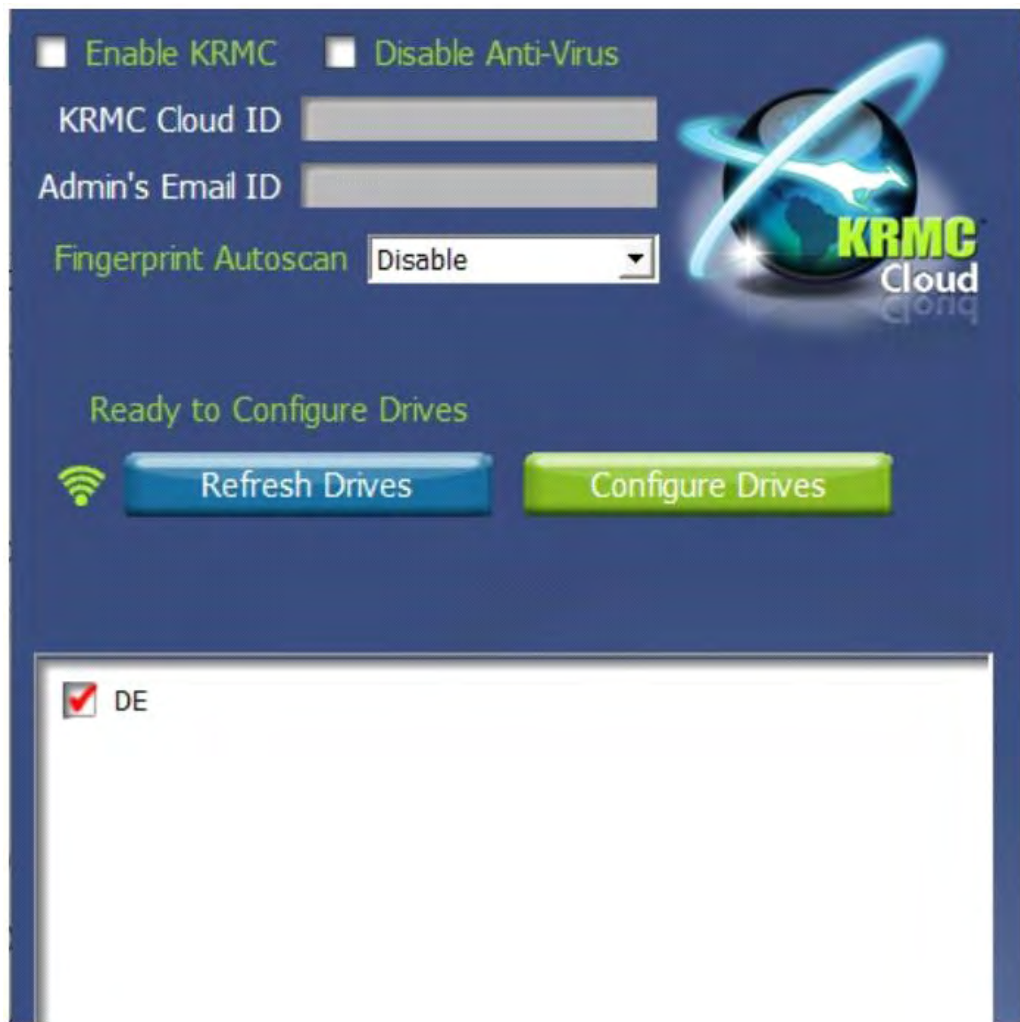 Enable KRMC Disable Anti-Virus
KRMC Cloud ID
Admin's Email ID
Fingerprint Autoscan Disable
KRMC
Cloud
Ready to Configure Drives
Refresh Drives Configure Drives
DE